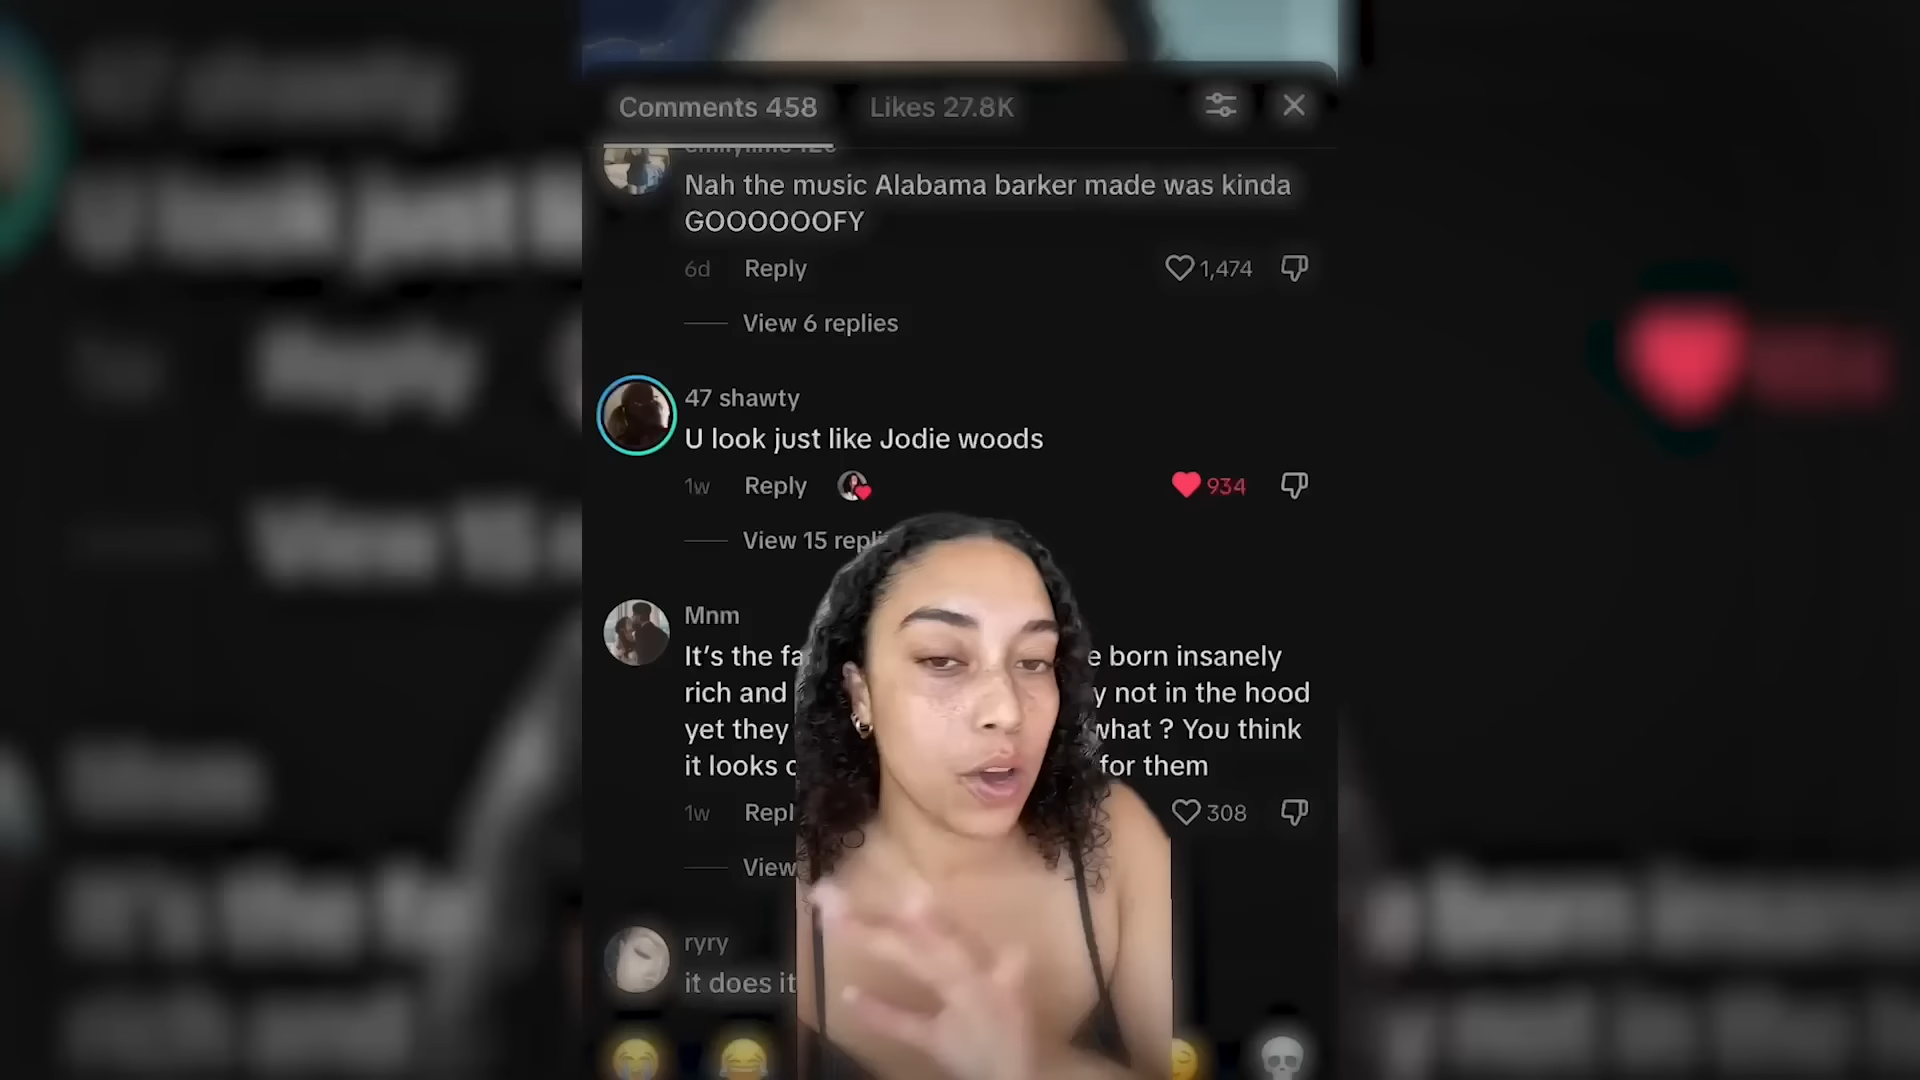 Comments 458
Likes 27.8K
Nah the music Alabama barker made was kinda
GOOOOOOFY
6d Reply 1,474
View 6 replies
47 shawty
U look just like Jodie woods
1w Reply 934
View 15
Mnm
It's the born insanely
rich and not in the hood
yet they what ? You think
it looks for them
1w 308
View
ryry
it does it